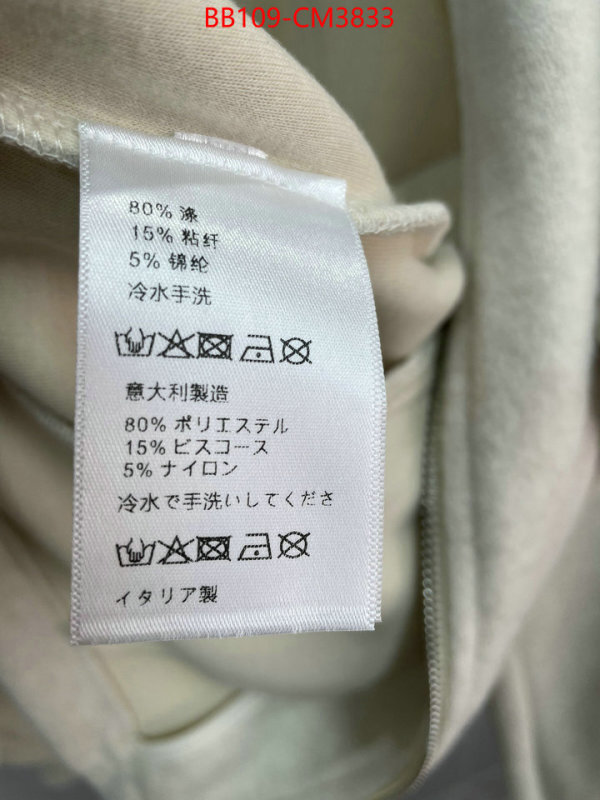 BB109-CM3833
80% 涤
15% 粘纤
5% 锦纶
冷水手洗
意大利製造
80% ポリエステル
15% ビスコース
5% ナイロン
冷水で手洗いしてくださ
イタリア製